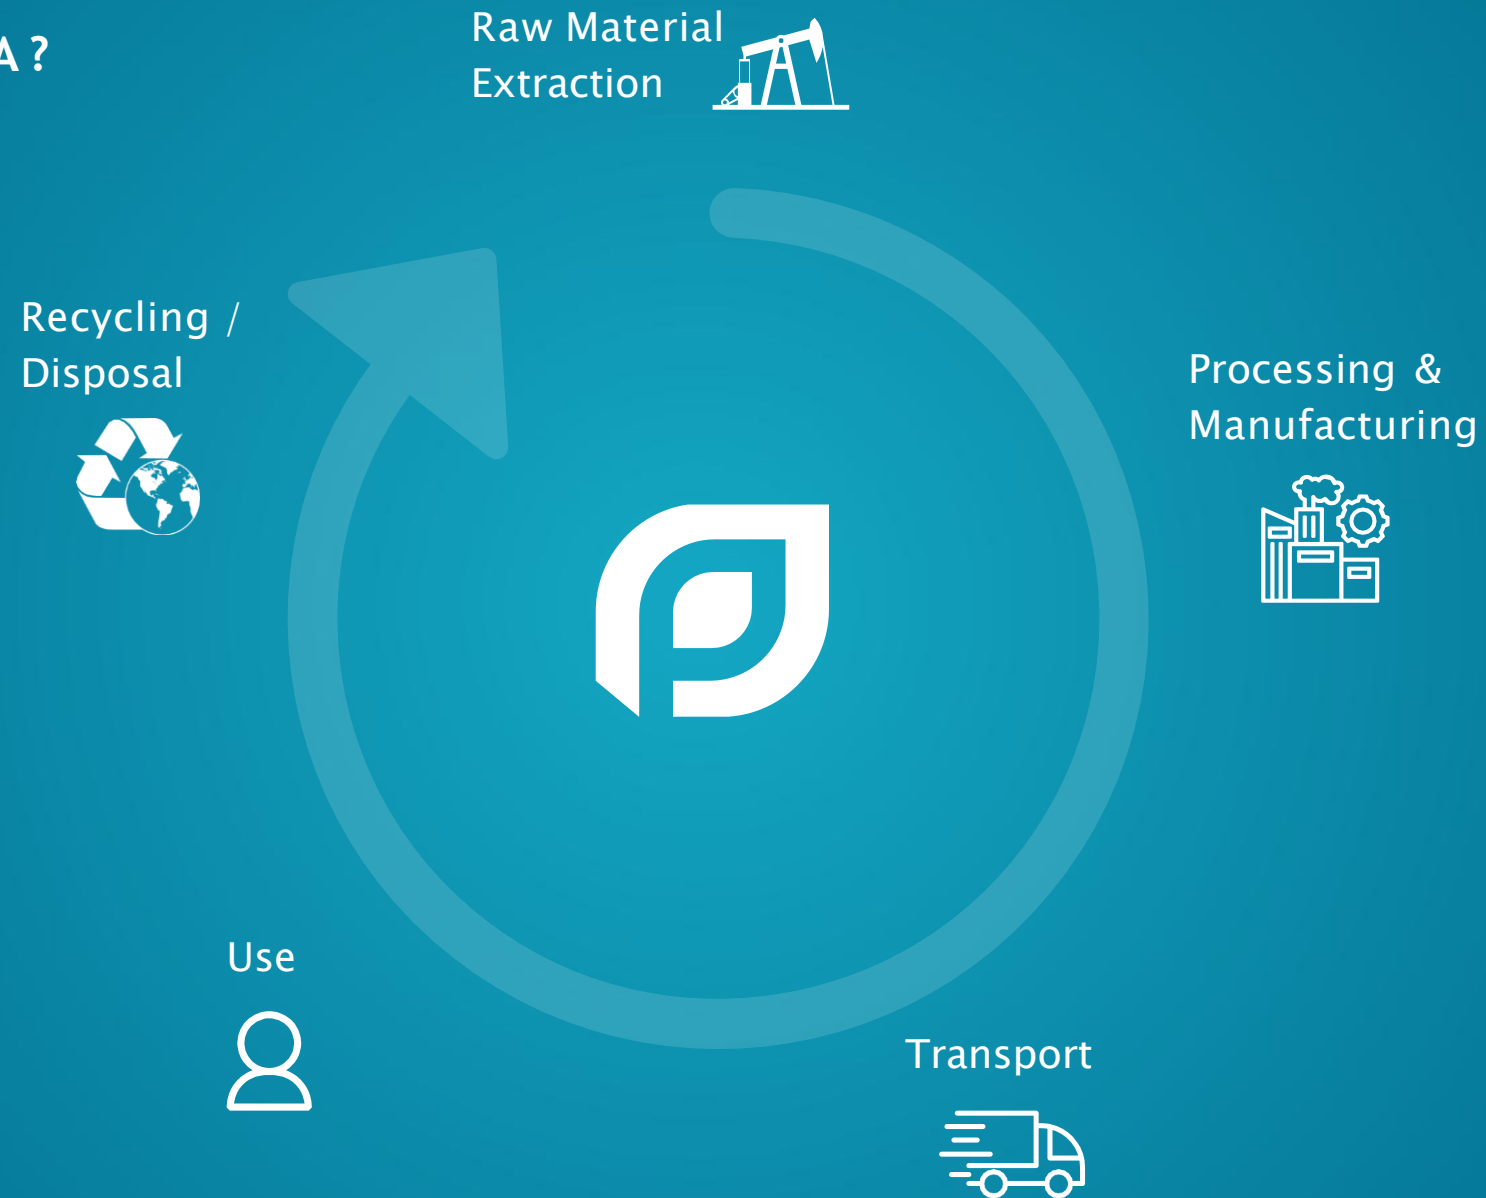 A?
Raw Material
Extraction
Recycling /
Disposal
Processing &
Manufacturing
Use
Transport